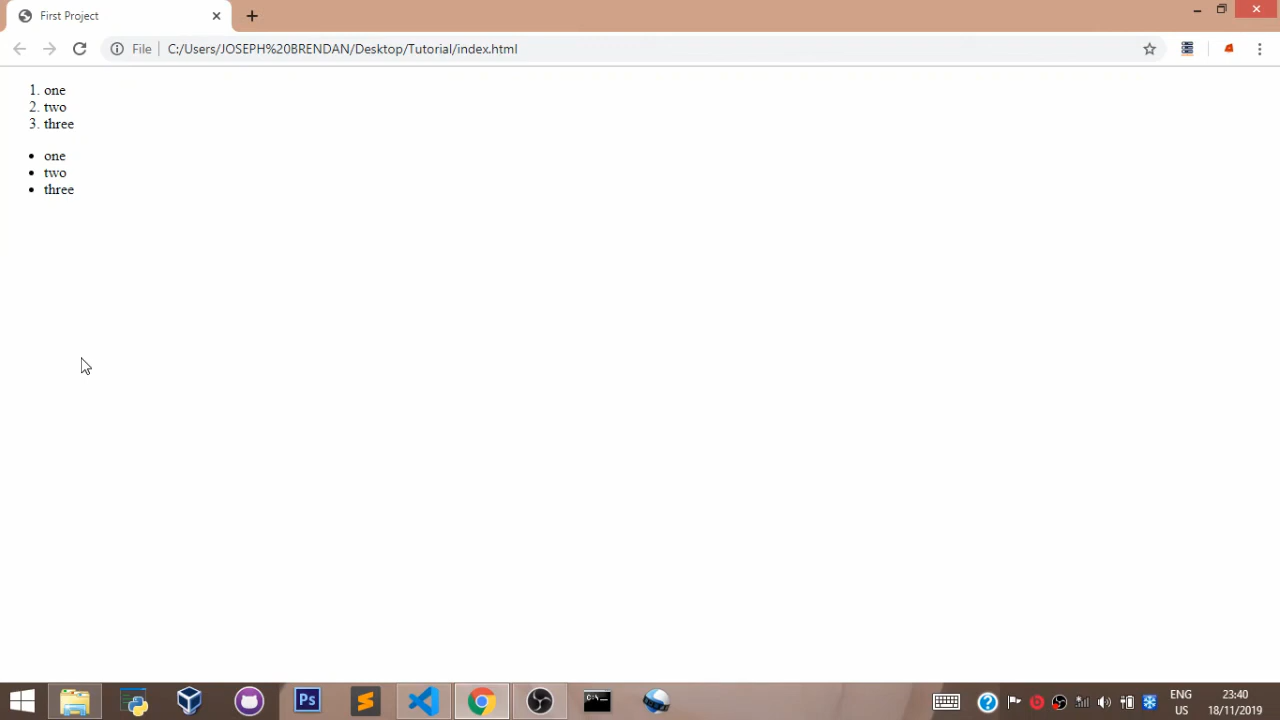 First Project
File C:/Users/JOSEPH%20BRENDAN/Desktop/Tutorial/index.html
1. one
2. two
3. three
• one
• two
• three
Ps
ENG 23:40
US 18/11/2019